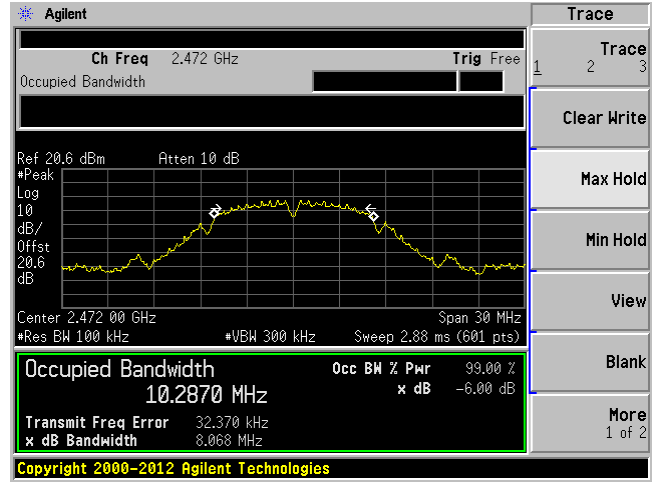 Agilent
Trace
Ch Freq 2.472 GHz Trig Free
Occupied Bandwidth
Trace
1 2 3
Clear Write
Max Hold
Min Hold
View
Blank
More
1 of 2
Ref 20.6 dBm Atten 10 dB
#Peak
Log
10
dB/
Offst
20.6
dB
Center 2.472 00 GHz Span 30 MHz
#Res BW 100 kHz #VBW 300 kHz Sweep 2.88 ms (601 pts)
Occupied Bandwidth
10.2870 MHz
Occ BW % Pwr 99.00 %
x dB -6.00 dB
Transmit Freq Error 32.370 kHz
x dB Bandwidth 8.068 MHz
Copyright 2000-2012 Agilent Technologies